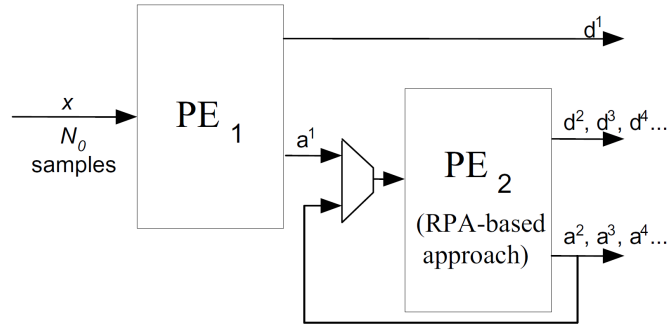 d¹
x
N₀
samples
PE ₁
a¹
PE ₂
(RPA-based
approach)
d², d³, d⁴...
a², a³, a⁴...